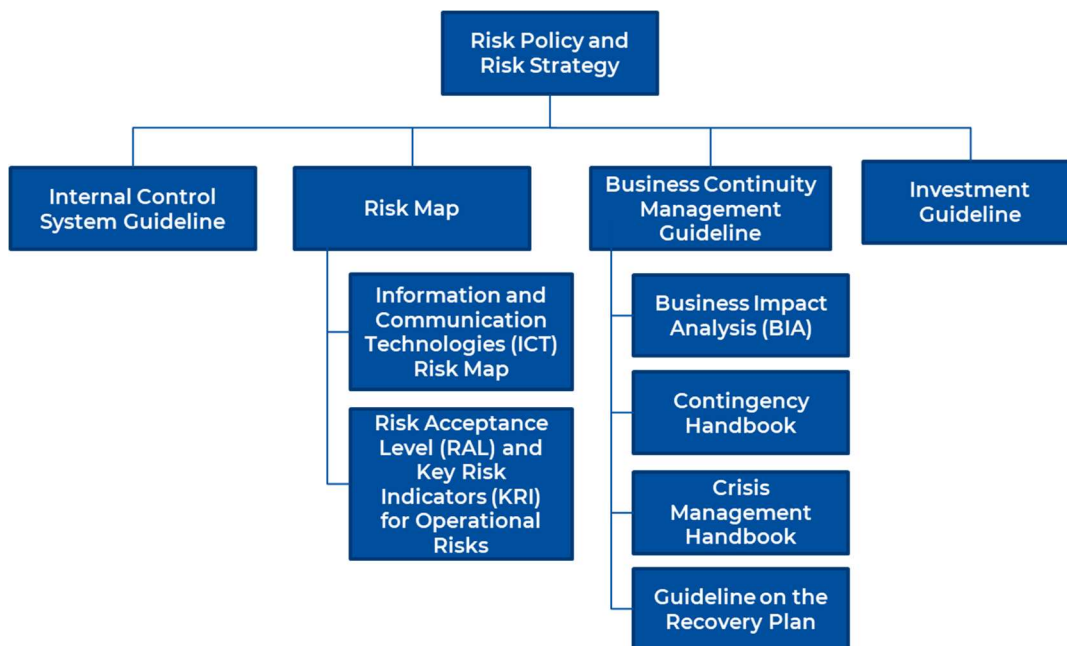 Risk Policy and
Risk Strategy
Internal Control
System Guideline
Risk Map
Business Continuity
Management
Guideline
Investment
Guideline
Information and
Communication
Technologies (ICT)
Risk Map
Risk Acceptance
Level (RAL) and
Key Risk
Indicators (KRI)
for Operational
Risks
Business Impact
Analysis (BIA)
Contingency
Handbook
Crisis
Management
Handbook
Guideline on the
Recovery Plan